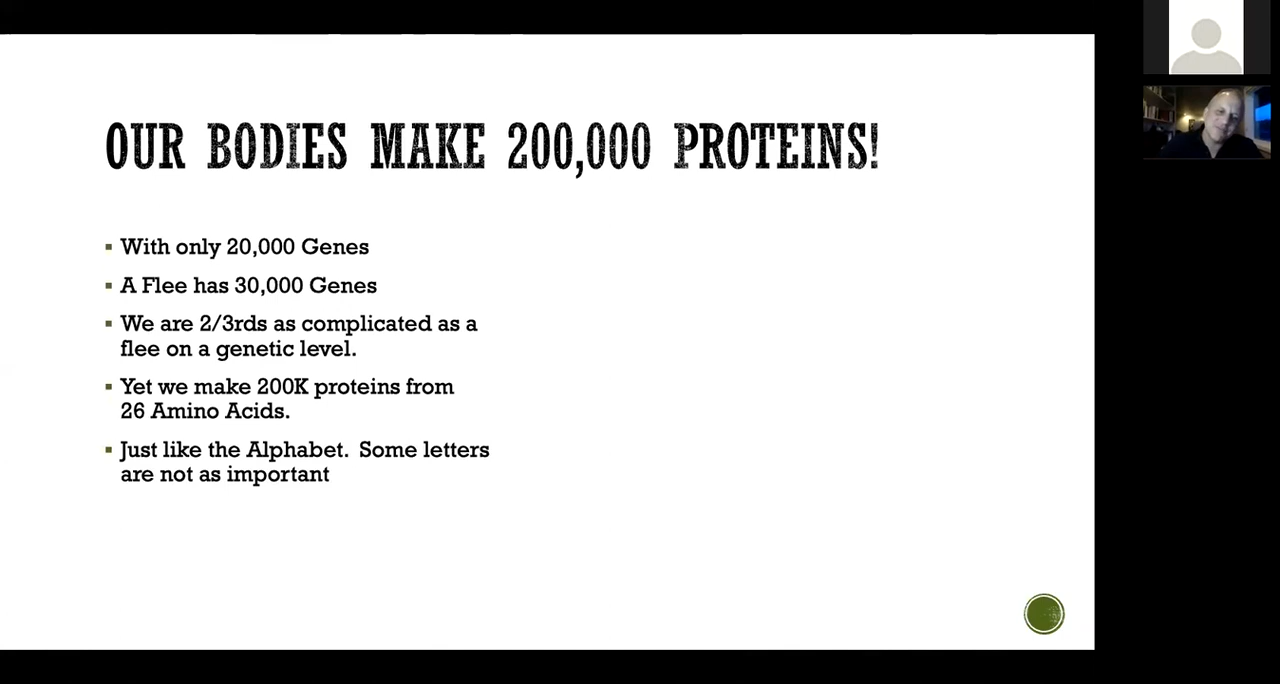 OUR BODIES MAKE 200,000 PROTEINS!
▪ With only 20,000 Genes
▪ A Flee has 30,000 Genes
▪ We are 2/3rds as complicated as a
flee on a genetic level.
▪ Yet we make 200K proteins from
26 Amino Acids.
▪ Just like the Alphabet.  Some letters
are not as important